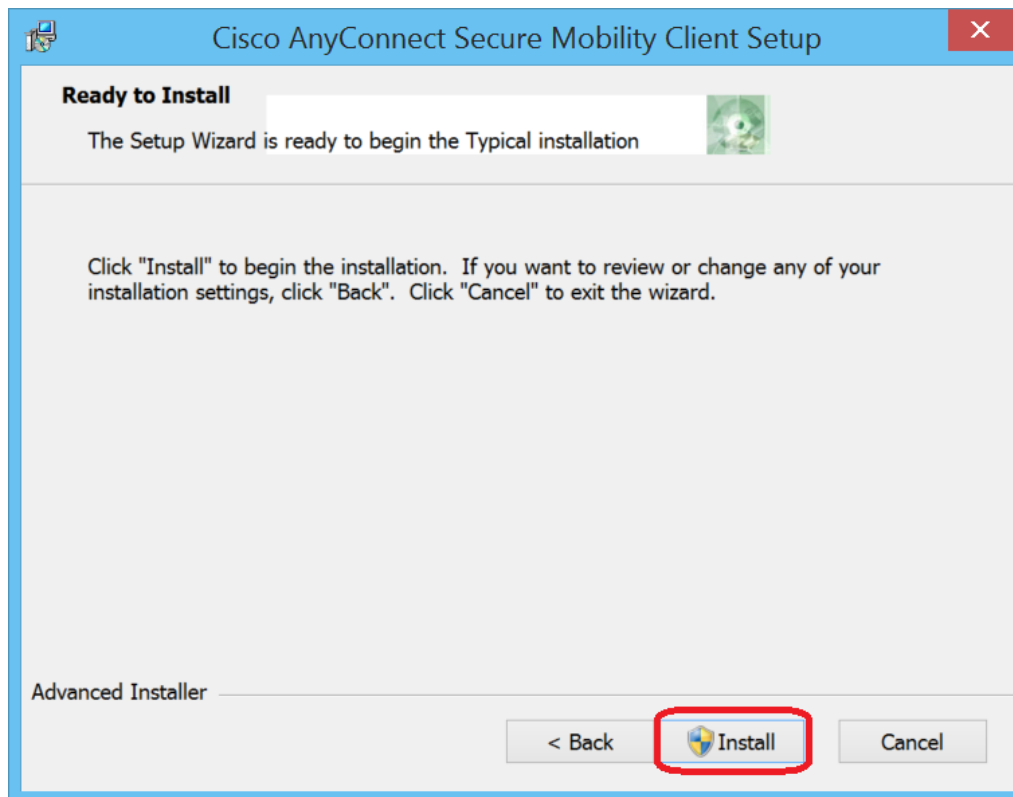 Cisco AnyConnect Secure Mobility Client Setup
Ready to Install
The Setup Wizard is ready to begin the Typical installation
Click "Install" to begin the installation.  If you want to review or change any of your
installation settings, click "Back".  Click "Cancel" to exit the wizard.
Advanced Installer
< Back
Install
Cancel